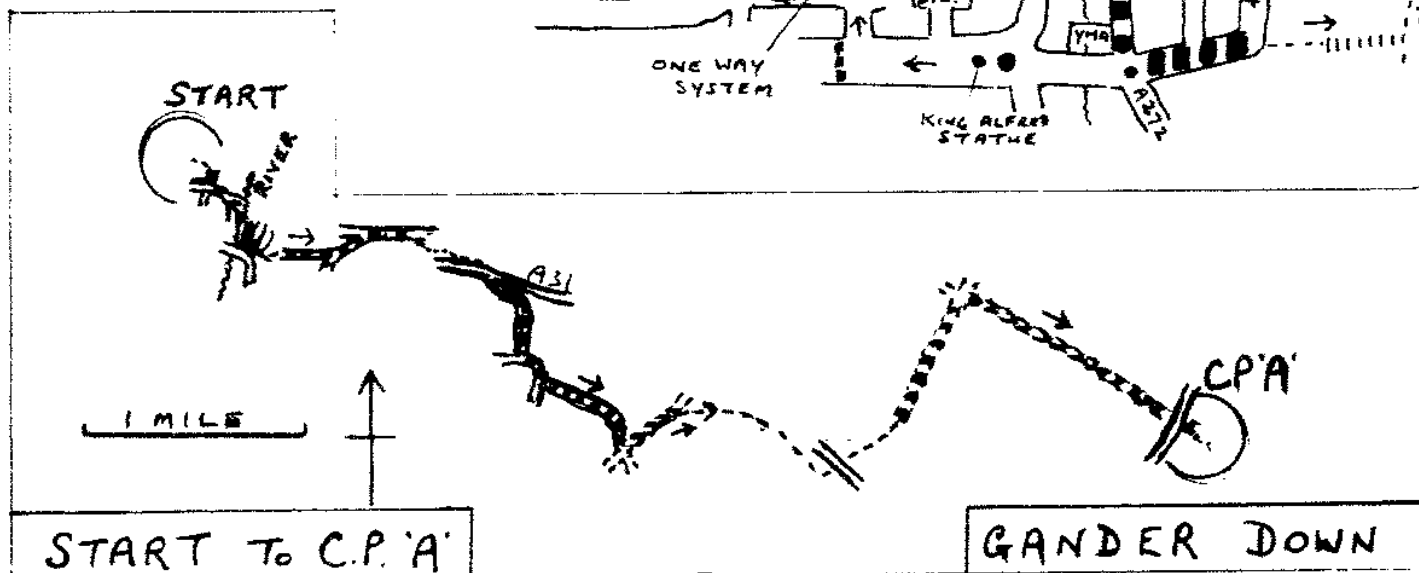 YMA
ONE WAY
SYSTEM
KING ALFRED
STATUE
A272
START
RIVER
A31
CP 'A'
1 MILE
START To C.P. 'A'
GANDER DOWN